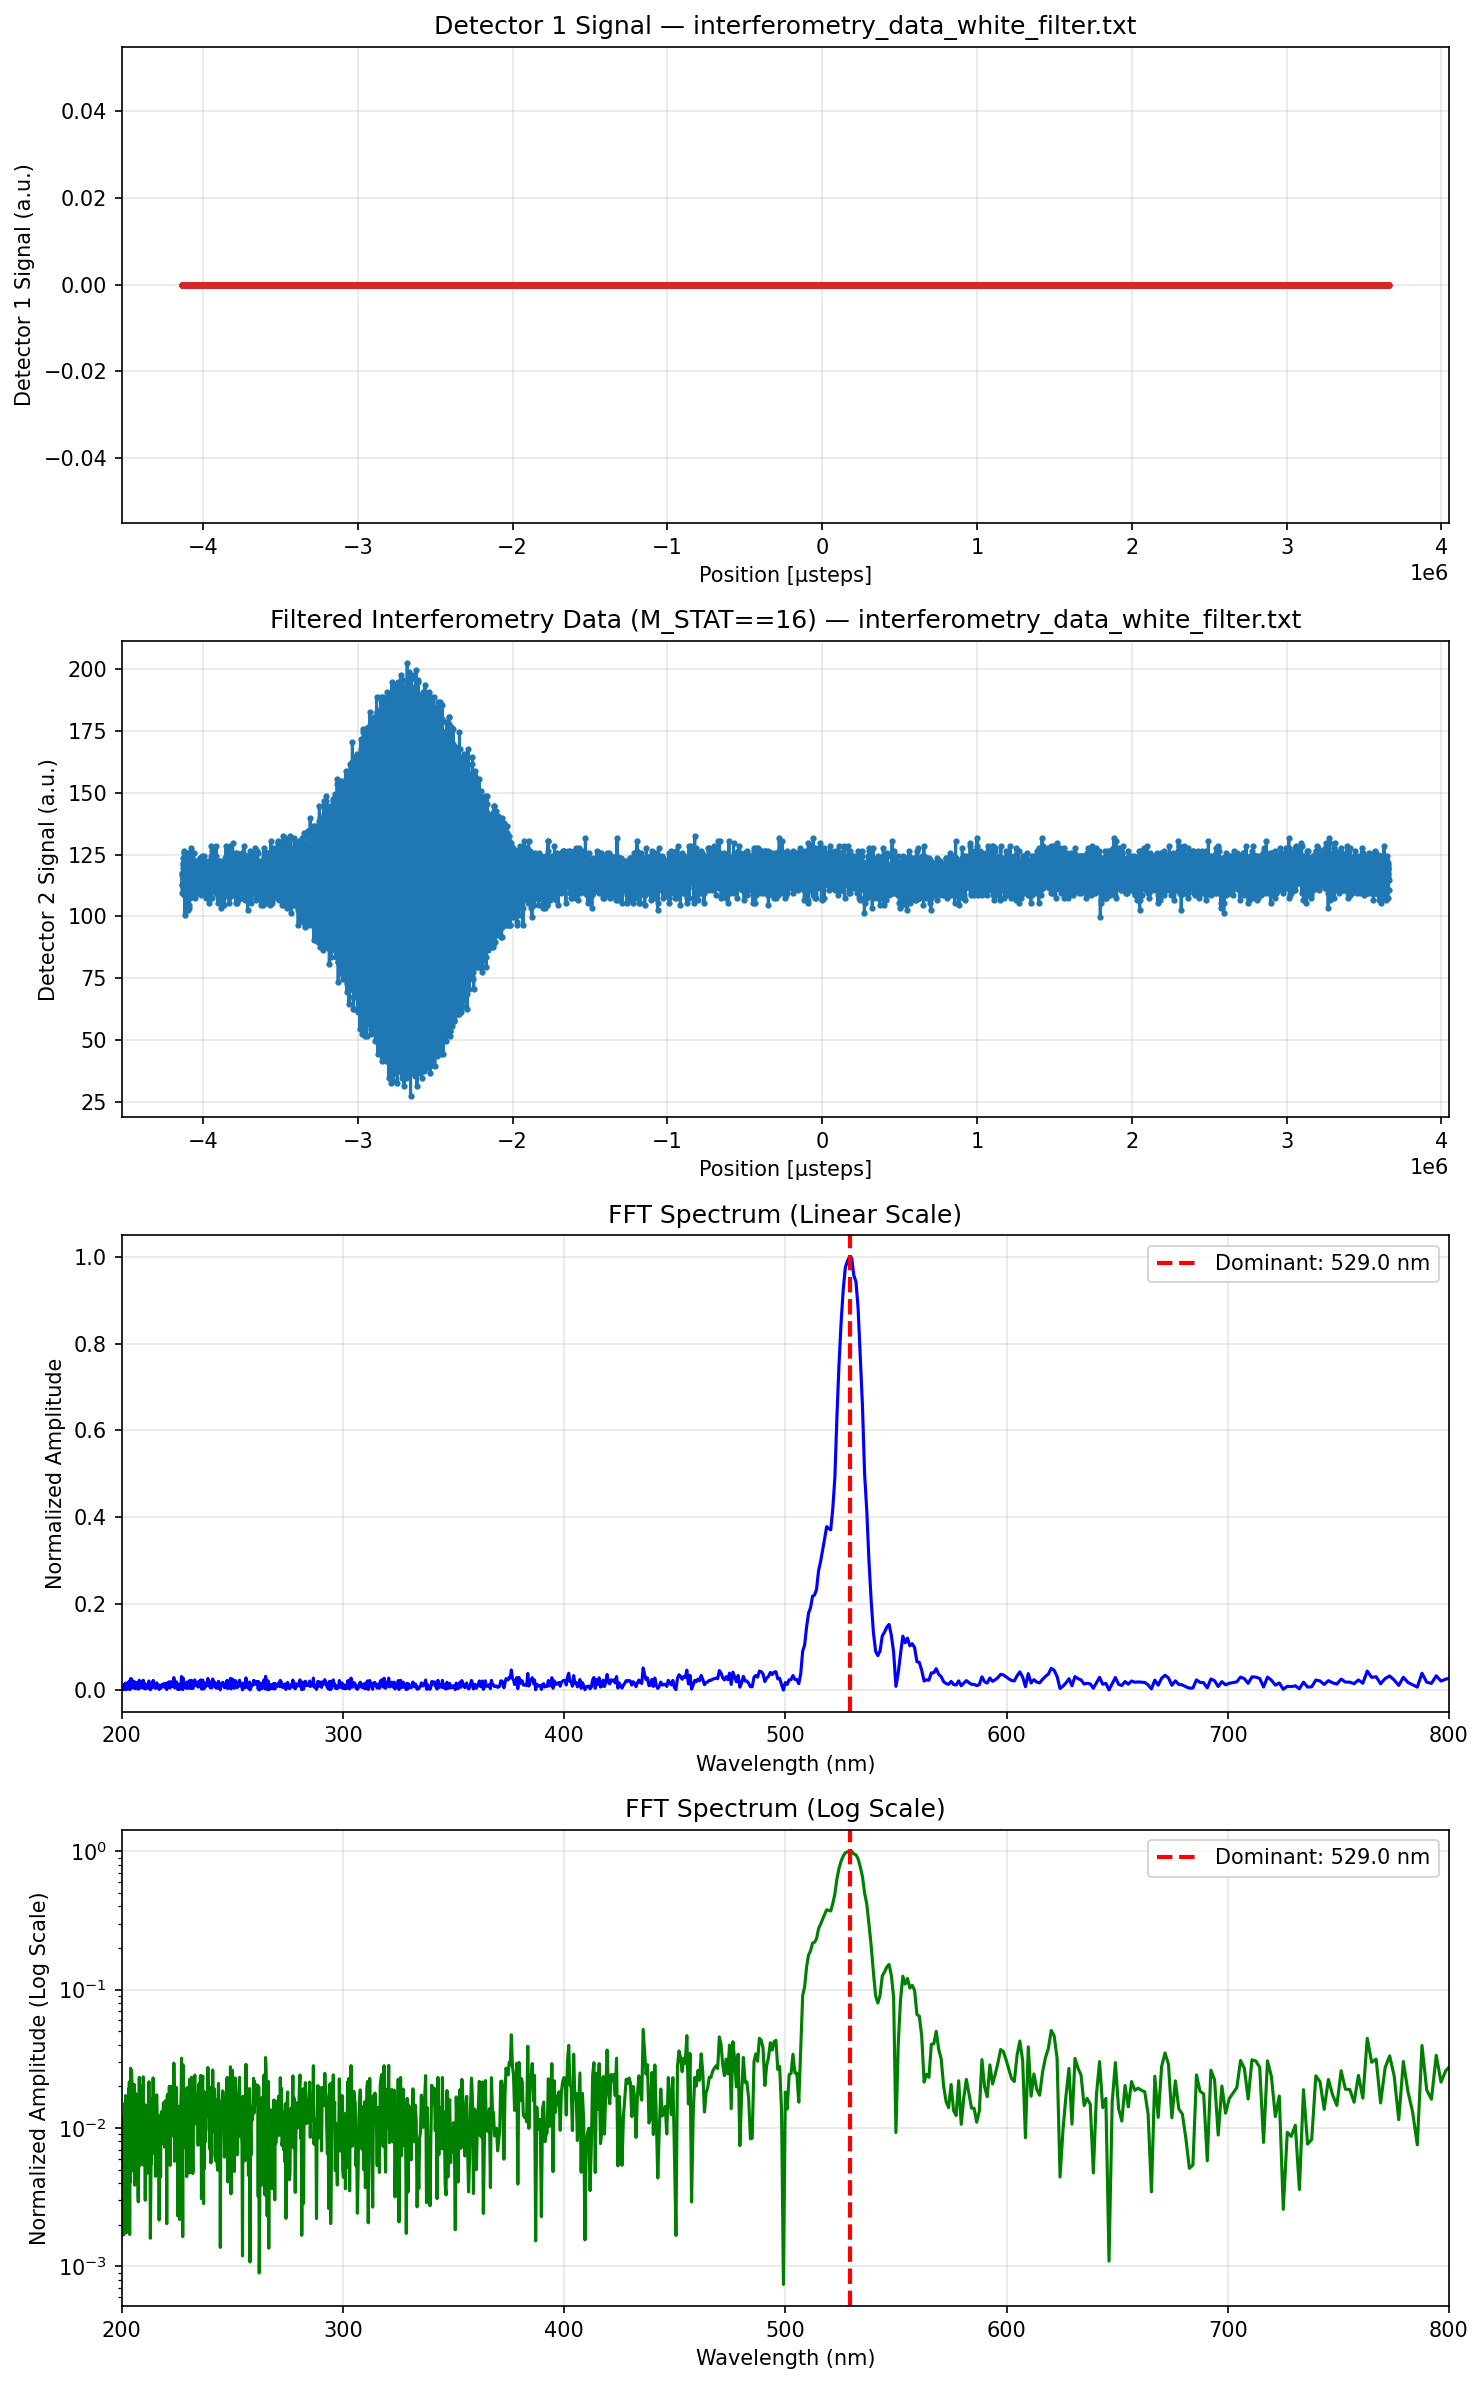 Detector 1 Signal — interferometry_data_white_filter.txt
Detector 1 Signal (a.u.)
0.04
0.02
0.00
−0.02
−0.04
−4 −3 −2 −1 0 1 2 3 4
1e6
Position [µsteps]
Filtered Interferometry Data (M_STAT==16) — interferometry_data_white_filter.txt
Detector 2 Signal (a.u.)
200
175
150
125
100
75
50
25
−4 −3 −2 −1 0 1 2 3 4
1e6
Position [µsteps]
FFT Spectrum (Linear Scale)
Dominant: 529.0 nm
Normalized Amplitude
1.0
0.8
0.6
0.4
0.2
0.0
200 300 400 500 600 700 800
Wavelength (nm)
FFT Spectrum (Log Scale)
Dominant: 529.0 nm
Normalized Amplitude (Log Scale)
10⁰
10⁻¹
10⁻²
10⁻³
200 300 400 500 600 700 800
Wavelength (nm)